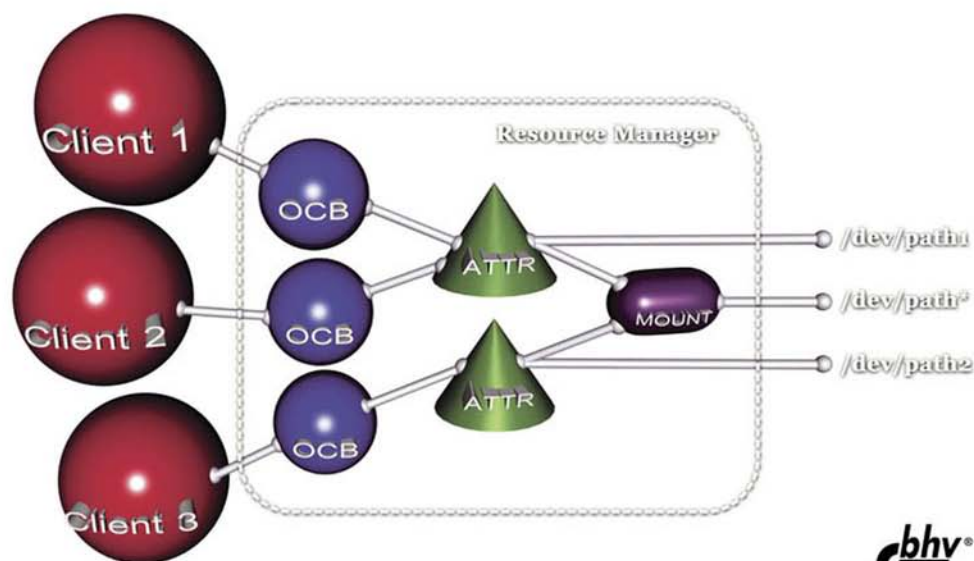 Resource Manager
Client 1
OCB
ATTR
/dev/path1
Client 2
OCB
MOUNT
/dev/path*
Client 3
OCB
ATTR
/dev/path2
bhv®